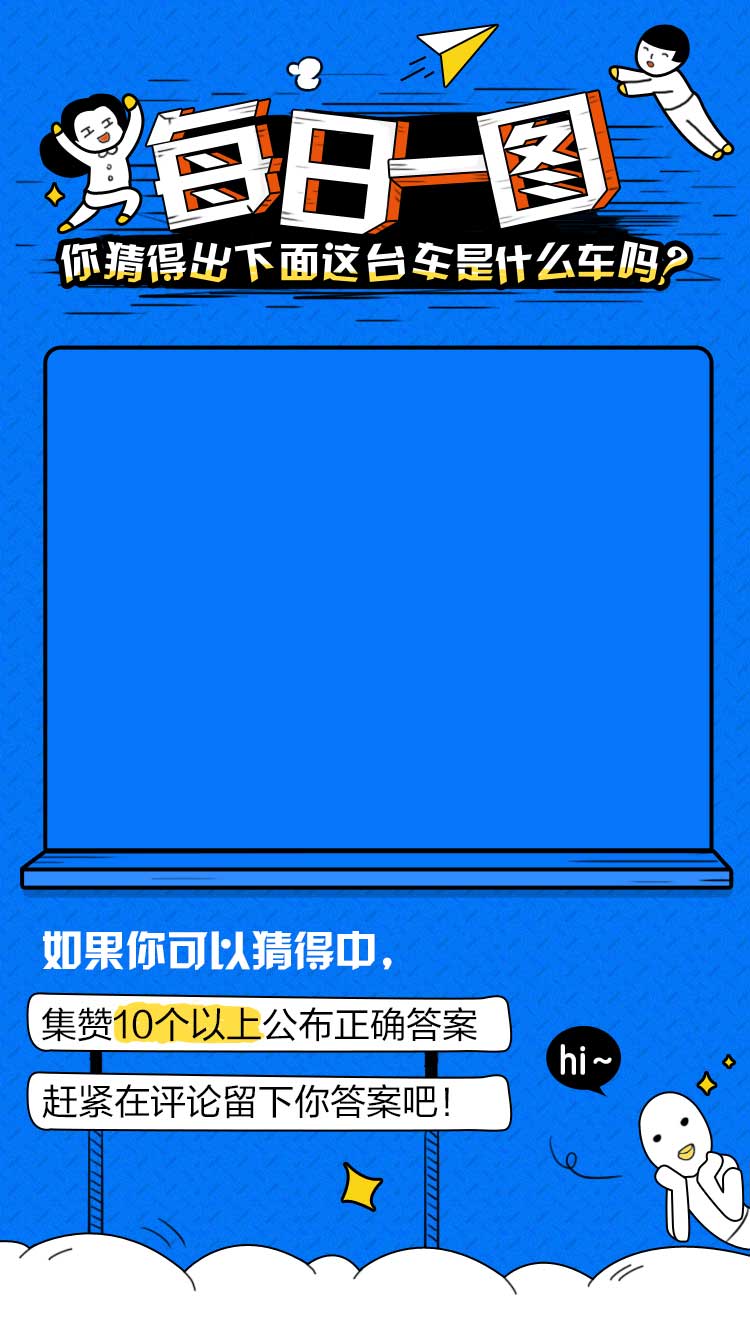 每日一图
你猜得出下面这台车是什么车吗?
如果你可以猜得中,
集赞10个以上公布正确答案
赶紧在评论留下你答案吧!
hi~